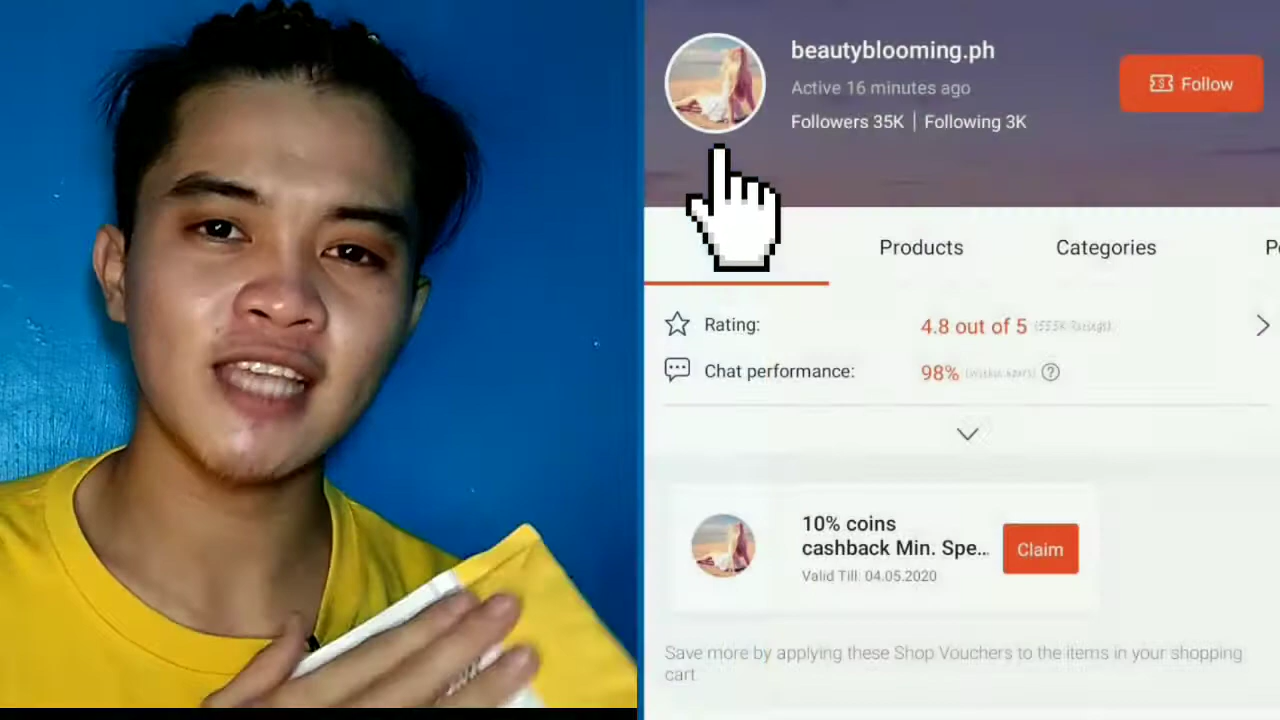 beautyblooming.ph
Active 16 minutes ago
Follow
Followers 35K | Following 3K
Products
Categories
Rating:
4.8 out of 5
Chat performance:
98%
10% coins
cashback Min. Spe...
Claim
Valid Till: 04.05.2020
Save more by applying these Shop Vouchers to the items in your shopping
cart.